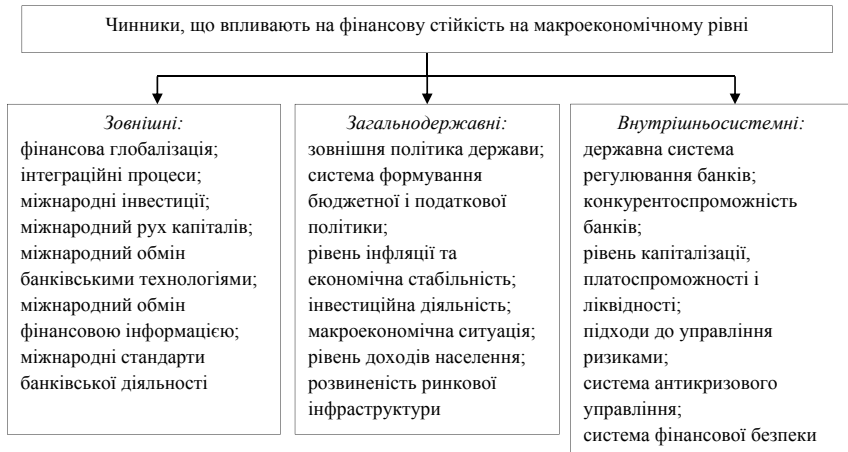 Чинники, що впливають на фінансову стійкість на макроекономічному рівні
Зовнішні:
фінансова глобалізація;
інтеграційні процеси;
міжнародні інвестиції;
міжнародний рух капіталів;
міжнародний обмін
банківськими технологіями;
міжнародний обмін
фінансовою інформацією;
міжнародні стандарти
банківської діяльності
Загальнодержавні:
зовнішня політика держави;
система формування
бюджетної і податкової
політики;
рівень інфляції та
економічна стабільність;
інвестиційна діяльність;
макроекономічна ситуація;
рівень доходів населення;
розвиненість ринкової
інфраструктури
Внутрішньосистемні:
державна система
регулювання банків;
конкурентоспроможність
банків;
рівень капіталізації,
платоспроможності і
ліквідності;
підходи до управління
ризиками;
система антикризового
управління;
система фінансової безпеки